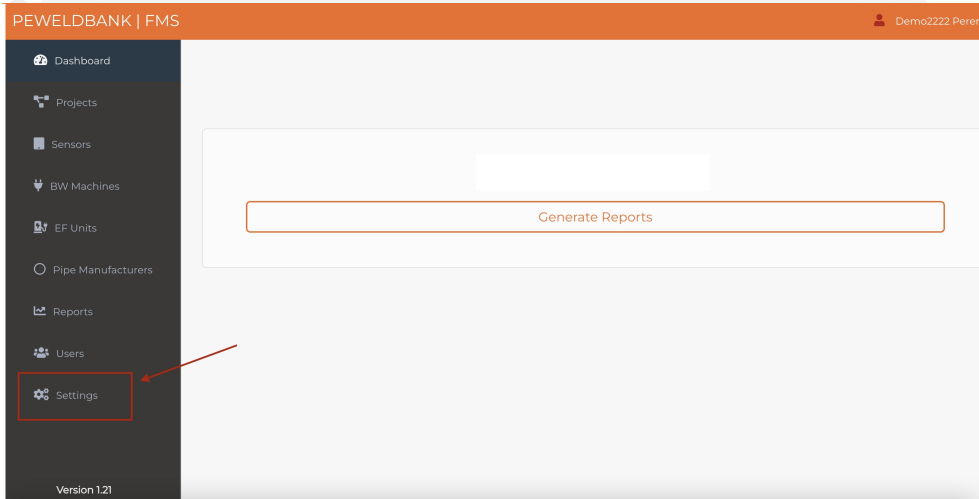 PEWELDBANK | FMS
Demo2222 Perer
Dashboard
Projects
Sensors
BW Machines
EF Units
Pipe Manufacturers
Reports
Users
Settings
Version 1.21
Generate Reports